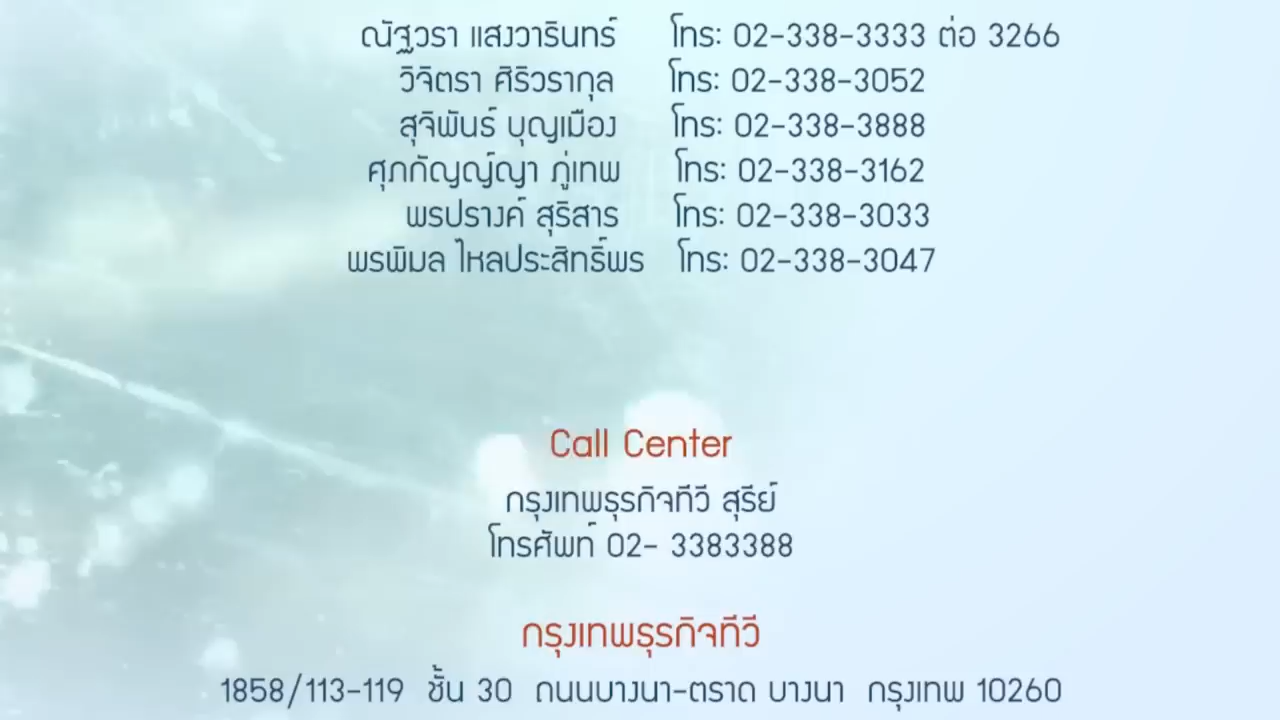 ณัฐวรา แสงวารินทร์ โทร: 02-338-3333 ต่อ 3266
วิจิตรา ศิริวรากุล โทร: 02-338-3052
สุจิพันธ์ บุญเมือง โทร: 02-338-3888
ศุภกัญญ์ญา ภู่เทพ โทร: 02-338-3162
พรปรางค์ สุริสาร โทร: 02-338-3033
พรพิมล ไหลประสิทธิ์พร โทร: 02-338-3047
Call Center
กรุงเทพธุรกิจทีวี สุรีย์
โทรศัพท์ 02- 3383388
กรุงเทพธุรกิจทีวี
1858/113-119 ชั้น 30 ถนนบางนา-ตราด บางนา กรุงเทพ 10260